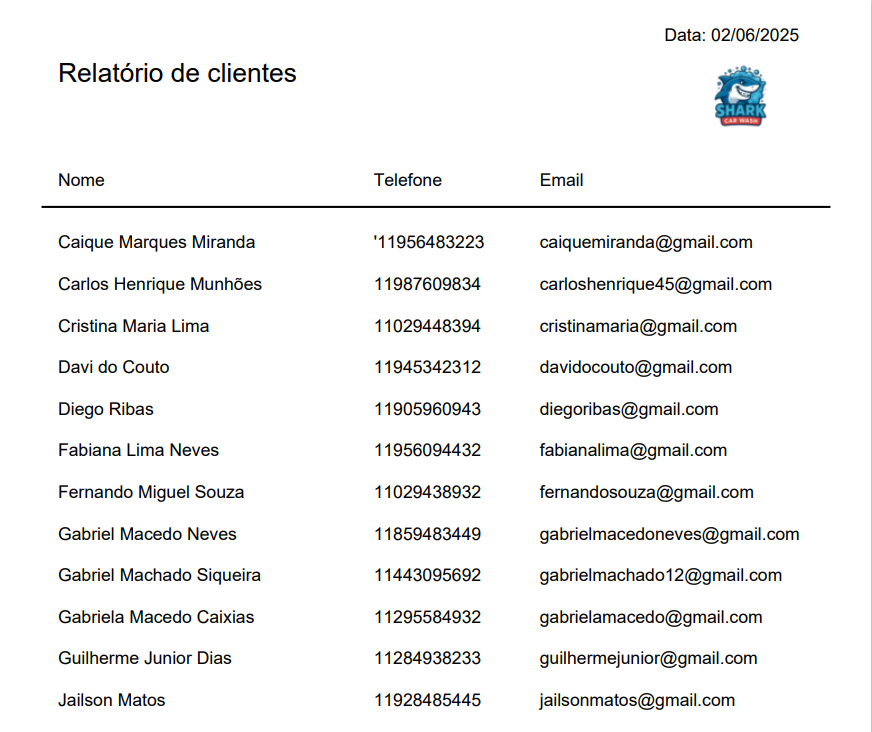 Data: 02/06/2025
Relatório de clientes
SHARK
CAR WASH
Nome Telefone Email
Caique Marques Miranda '11956483223 caiquemiranda@gmail.com
Carlos Henrique Munhões 11987609834 carloshenrique45@gmail.com
Cristina Maria Lima 11029448394 cristinamaria@gmail.com
Davi do Couto 11945342312 davidocouto@gmail.com
Diego Ribas 11905960943 diegoribas@gmail.com
Fabiana Lima Neves 11956094432 fabianalima@gmail.com
Fernando Miguel Souza 11029438932 fernandosouza@gmail.com
Gabriel Macedo Neves 11859483449 gabrielmacedoneves@gmail.com
Gabriel Machado Siqueira 11443095692 gabrielmachado12@gmail.com
Gabriela Macedo Caixias 11295584932 gabrielamacedo@gmail.com
Guilherme Junior Dias 11284938233 guilhermejunior@gmail.com
Jailson Matos 11928485445 jailsonmatos@gmail.com